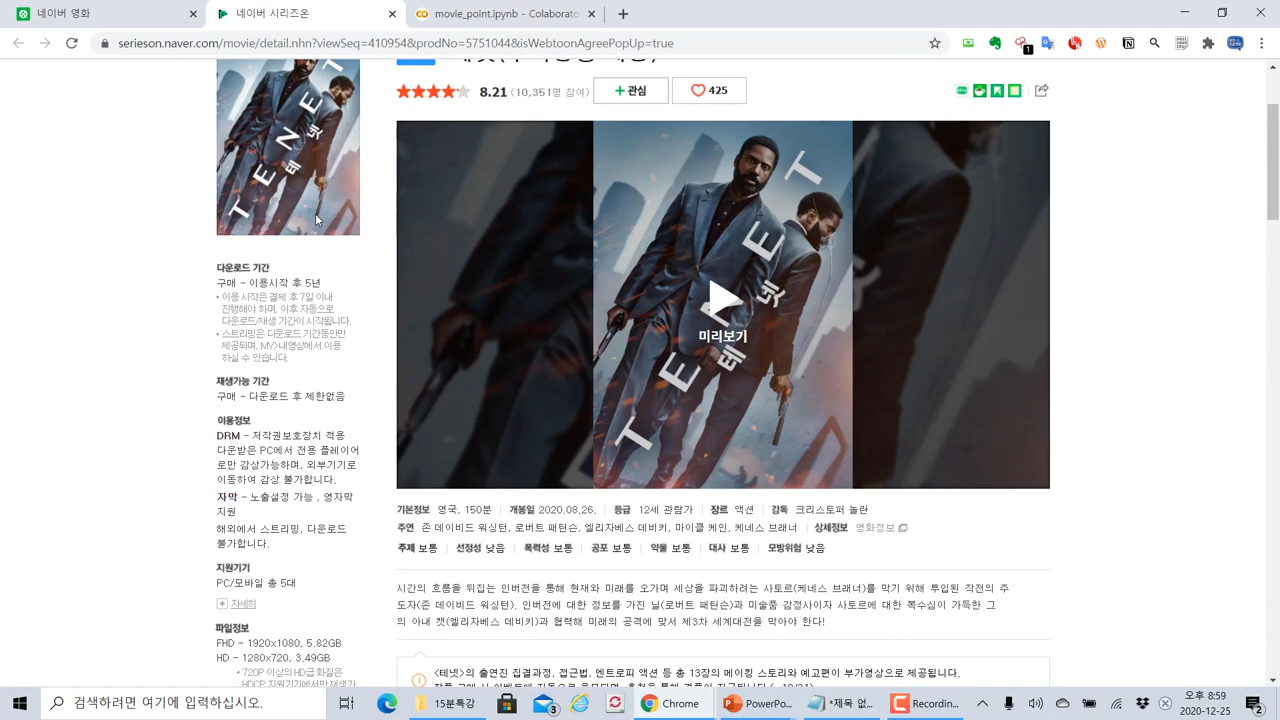 네이버 영화
네이버 시리즈온
movie_point.ipynb - Colaborato
serieson.naver.com/movie/detail.nhn?viewSeq=410954&prodNo=5751044&isWebtoonAgreePopUp=true
8.21 (10,351명 참여)
+ 관심
425
TENET
테넷
TENET
테넷
미리보기
다운로드 기간
구매 - 이용시작 후 5년
• 이용 시작은 결제 후 7일 이내
진행해야 하며, 이후 자동으로
다운로드/재생 기간이 시작됩니다.
• 스트리밍은 다운로드 기간동안만
제공되며, MY>내영상에서 이용
하실 수 있습니다.
재생가능 기간
구매 - 다운로드 후 제한없음
이용정보
DRM - 저작권보호장치 적용
다운받은 PC에서 전용 플레이어
로만 감상가능하며, 외부기기로
이동하여 감상 불가합니다.
자막 - 노출설정 가능 , 영자막
지원
해외에서 스트리밍, 다운로드
불가합니다.
지원기기
PC/모바일 총 5대
자세히
파일정보
FHD - 1920x1080, 5.82GB
HD - 1280x720, 3.49GB
• 720P 이상의 HD급 화질은
HDCP 지원기기에서만 재생가
기본정보 영국, 150분 개봉일 2020.08.26. 등급 12세 관람가 장르 액션 감독 크리스토퍼 놀란
주연 존 데이비드 워싱턴, 로버트 패틴슨, 엘리자베스 데비키, 마이클 케인, 케네스 브래너 상세정보 영화정보
주제 보통 선정성 낮음 폭력성 보통 공포 보통 약물 보통 대사 보통 모방위험 낮음
시간의 흐름을 뒤집는 인버전을 통해 현재와 미래를 오가며 세상을 파괴하려는 사토르(케네스 브래너)를 막기 위해 투입된 작전의 주
도자(존 데이비드 워싱턴). 인버전에 대한 정보를 가진 닐(로버트 패틴슨)과 미술품 감정사이자 사토르에 대한 복수심이 가득한 그
의 아내 캣(엘리자베스 데비키)과 협력해 미래의 공격에 맞서 제3차 세계대전을 막아야 한다!
<테넷>의 출연진 집결과정, 접근법, 엔트로피 액션 등 총 13장의 메이킹 스토리와 예고편이 부가영상으로 제공됩니다.
검색하려면 여기에 입력하십시오.
15분특강
3
Chrome
PowerPoint...
*제목 없...
Recordin...
오후 8:59
2020-12-25
2